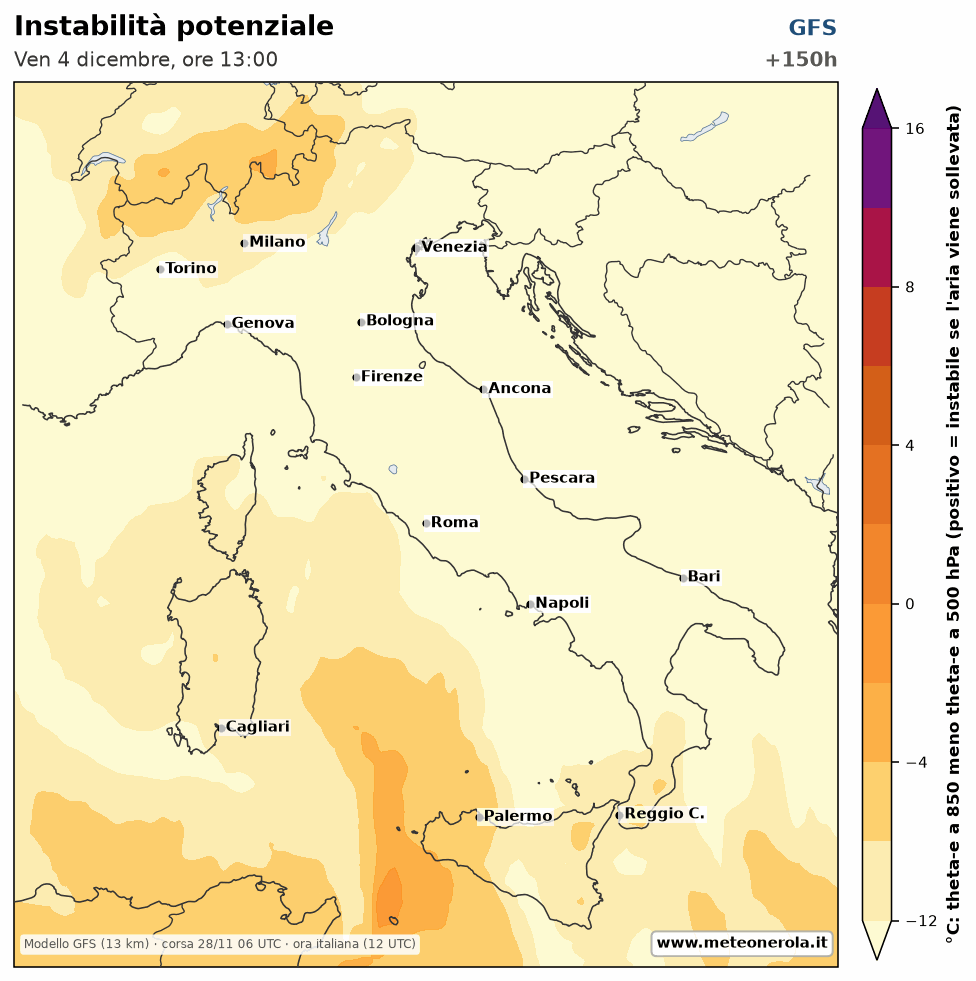 Instabilità potenziale
GFS
Ven 4 dicembre, ore 13:00
+150h
16
8
4
0
−4
−12
°C: theta-e a 850 meno theta-e a 500 hPa (positivo = instabile se l'aria viene sollevata)
Milano
Venezia
Torino
Genova
Bologna
Firenze
Ancona
Pescara
Roma
Bari
Napoli
Cagliari
Palermo
Reggio C.
Modello GFS (13 km) · corsa 28/11 06 UTC · ora italiana (12 UTC)
www.meteonerola.it